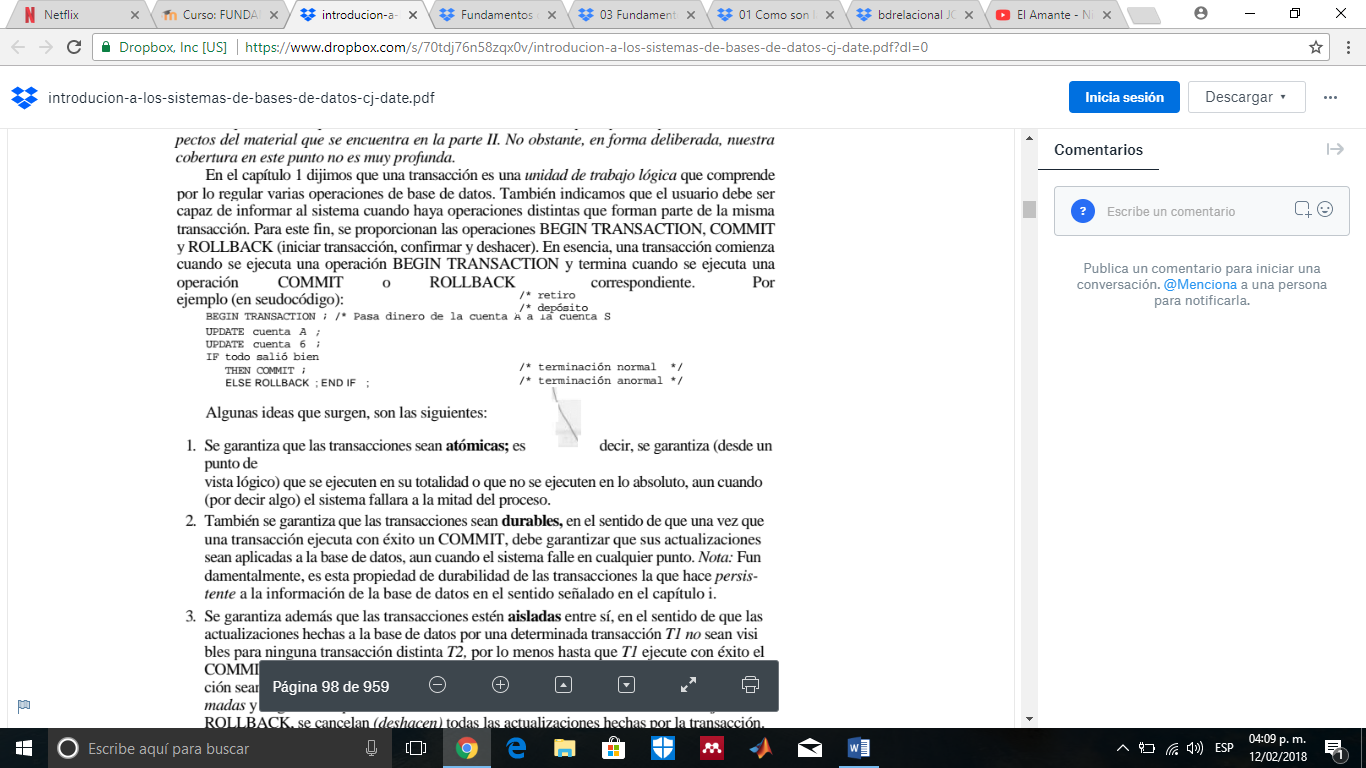 Netflix
Curso: FUNDA
introducion-a-
Fundamentos
03 Fundament
01 Como son l
bdrelacional JC
El Amante - Ni
Dropbox, Inc [US]
https://www.dropbox.com/s/70tdj76n58zqx0v/introducion-a-los-sistemas-de-bases-de-datos-cj-date.pdf?dl=0
introducion-a-los-sistemas-de-bases-de-datos-cj-date.pdf
Inicia sesión
Descargar
pectos del material que se encuentra en la parte II. No obstante, en forma deliberada, nuestra
cobertura en este punto no es muy profunda.
En el capítulo 1 dijimos que una transacción es una unidad de trabajo lógica que comprende
por lo regular varias operaciones de base de datos. También indicamos que el usuario debe ser
capaz de informar al sistema cuando haya operaciones distintas que forman parte de la misma
transacción. Para este fin, se proporcionan las operaciones BEGIN TRANSACTION, COMMIT
y ROLLBACK (iniciar transacción, confirmar y deshacer). En esencia, una transacción comienza
cuando se ejecuta una operación BEGIN TRANSACTION y termina cuando se ejecuta una
operación COMMIT o ROLLBACK correspondiente. Por
ejemplo (en seudocódigo):
/* retiro
/* depósito
BEGIN TRANSACTION ; /* Pasa dinero de la cuenta A a la cuenta S
UPDATE cuenta A ;
UPDATE cuenta 6 ;
IF todo salió bien
THEN COMMIT ; /* terminación normal */
ELSE ROLLBACK ; END IF ; /* terminación anormal */
Algunas ideas que surgen, son las siguientes:
1. Se garantiza que las transacciones sean atómicas; es decir, se garantiza (desde un
punto de
vista lógico) que se ejecuten en su totalidad o que no se ejecuten en lo absoluto, aun cuando
(por decir algo) el sistema fallara a la mitad del proceso.
2. También se garantiza que las transacciones sean durables, en el sentido de que una vez que
una transacción ejecuta con éxito un COMMIT, debe garantizar que sus actualizaciones
sean aplicadas a la base de datos, aun cuando el sistema falle en cualquier punto. Nota: Fun
damentalmente, es esta propiedad de durabilidad de las transacciones la que hace persis-
tente a la información de la base de datos en el sentido señalado en el capítulo i.
3. Se garantiza además que las transacciones estén aisladas entre sí, en el sentido de que las
actualizaciones hechas a la base de datos por una determinada transacción T1 no sean visi
bles para ninguna transacción distinta T2, por lo menos hasta que T1 ejecute con éxito el
COMMI
ción sean
madas y
ROLLBACK, se cancelan (deshacen) todas las actualizaciones hechas por la transacción.
Página 98 de 959
Comentarios
?
Escribe un comentario
Publica un comentario para iniciar una
conversación. @Menciona a una persona
para notificarla.
Escribe aquí para buscar
ESP
04:09 p. m.
12/02/2018
1